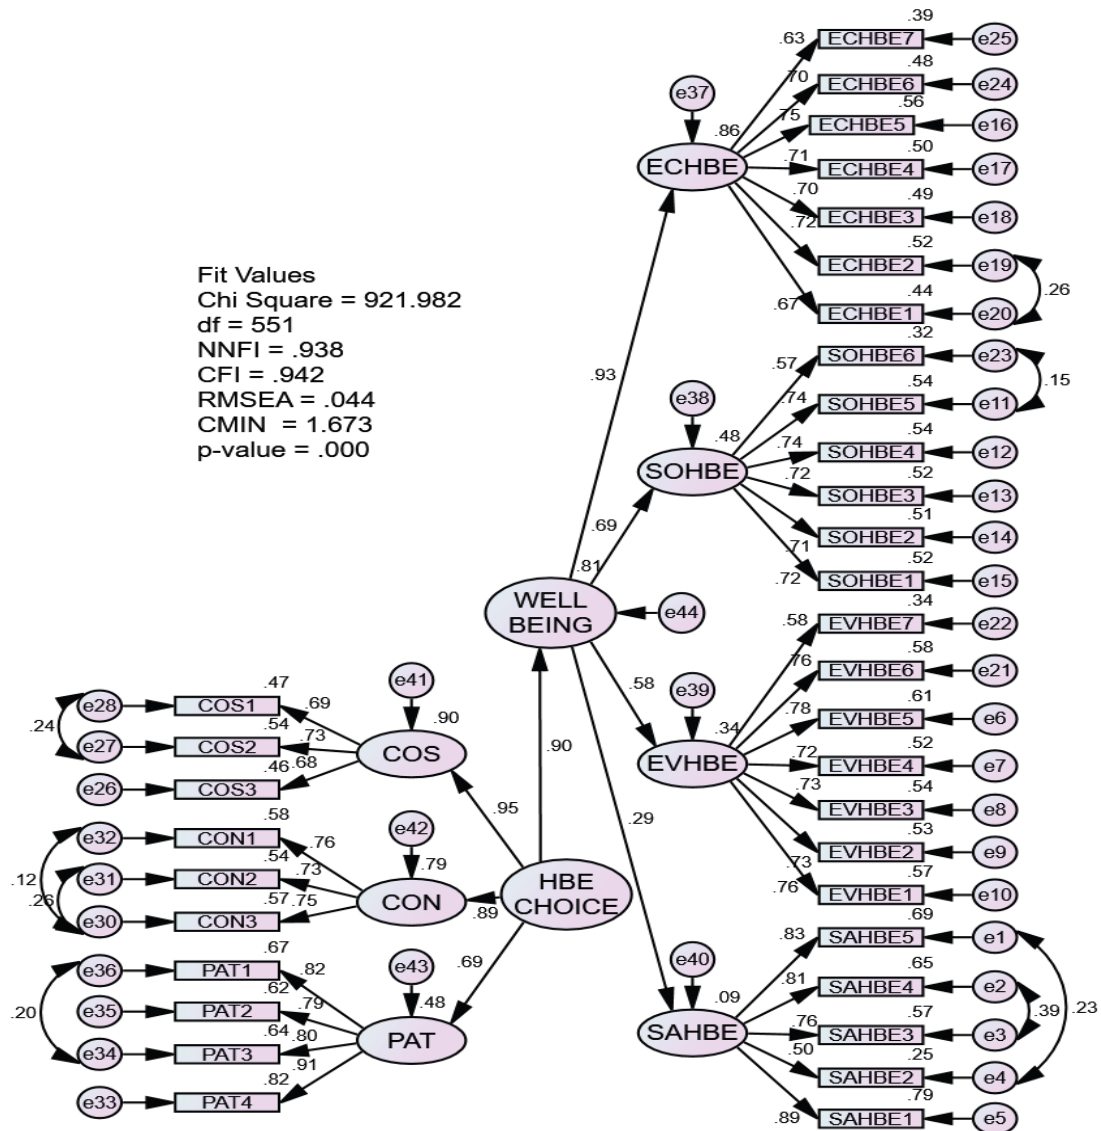 .39
.63 ECHBE7 e25
.48
e37 .70 ECHBE6 e24
.56
.86 .75 ECHBE5 e16
.50
ECHBE .71 ECHBE4 e17
.49
.70 ECHBE3 e18
.72 .52
ECHBE2 e19
.44 .26
.67 ECHBE1 e20
Fit Values
Chi Square = 921.982
df = 551
NNFI = .938
CFI = .942
RMSEA = .044
CMIN = 1.673
p-value = .000
.93
.32
.57 SOHBE6 e23
.54 .15
e38 .74 SOHBE5 e11
.54
.48 .74 SOHBE4 e12
SOHBE .72 .52
SOHBE3 e13
.51
SOHBE2 e14
.69 .71 .52
.81 .72 SOHBE1 e15
WELL
BEING
e44
.34
.58 EVHBE7 e22
.58
.76 EVHBE6 e21
.58 e39 .61
.78 EVHBE5 e6
.34 .52
EVHBE .72 EVHBE4 e7
.54
.73 EVHBE3 e8
.53
EVHBE2 e9
.73 .57
.76 EVHBE1 e10
.90
.29
e41
.47
e28 COS1 .69 .90
.24 .54
e27 COS2 .73 COS
.46 .68
e26 COS3
.95
.58 e42
e32 CON1 .76
.54 .79
.12 e31 CON2 .73
.26 .57 .75 CON .89
e30 CON3
HBE
CHOICE
.67 .69
e36 PAT1 .82 e43
.62
.20 e35 PAT2 .79 .48
.64 .80 PAT
e34 PAT3
.91
.82
e33 PAT4
.69
.83 SAHBE5 e1
.65
e40 .81 SAHBE4 e2
.09 .57 .39 .23
SAHBE .76 SAHBE3 e3
.50 .25
SAHBE2 e4
.79
.89 SAHBE1 e5